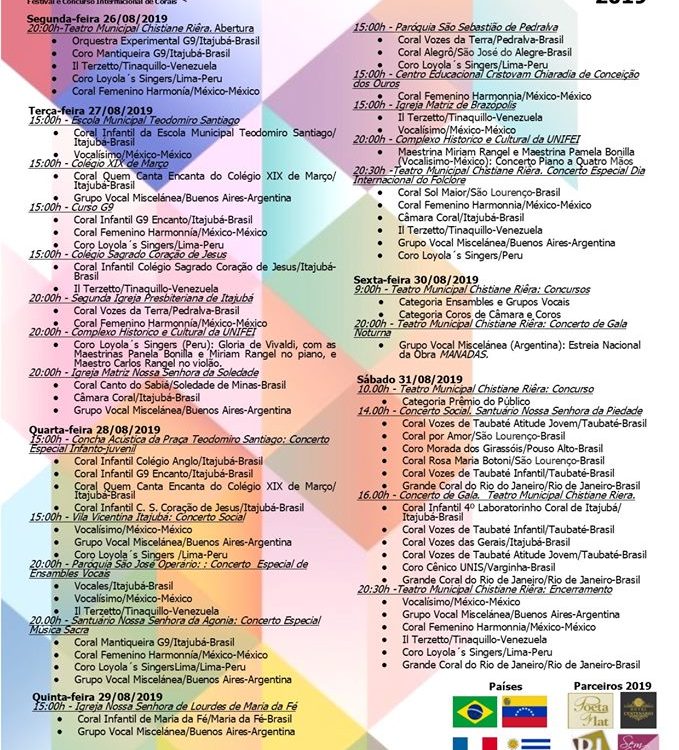 Festival e Concurso Internacional de Corais
2019
Segunda-feira 26/08/2019
20:00h-Teatro Municipal Chistiane Riêra. Abertura
Orquestra Experimental G9/Itajubá-Brasil
Coro Mantiqueira G9/Itajubá-Brasil
Il Terzetto/Tinaquillo-Venezuela
Coro Loyola´s Singers/Lima-Peru
Coral Femenino Harmonía/México-México
Terça-feira 27/08/2019
15:00h - Escola Municipal Teodomiro Santiago
Coral Infantil da Escola Municipal Teodomiro Santiago/
Itajubá-Brasil
Vocalísimo/México-México
15:00h - Colégio XIX de Março
Coral Quem Canta Encanta do Colégio XIX de Março/
Itajubá-Brasil
Grupo Vocal Miscelánea/Buenos Aires-Argentina
15:00h - Curso G9
Coral Infantil G9 Encanto/Itajubá-Brasil
Coral Femenino Harmonía/México-México
Coro Loyola´s Singers/Lima-Peru
15:00h - Colégio Sagrado Coração de Jesus
Coral Infantil Colégio Sagrado Coração de Jesus/Itajubá-
Brasil
Il Terzetto/Tinaquillo-Venezuela
20:00h - Segunda Igreja Presbiteriana de Itajubá
Coral Vozes da Terra/Pedralva-Brasil
Coral Femenino Harmonnía/México-México
20:00h - Complexo Historico e Cultural da UNIFEI
Coro Loyola´s Singers (Peru): Gloria de Vivaldi, com as
Maestrinas Panela Bonilla e Miriam Rangel no piano, e
Maestro Carlos Rangel no violão.
20:00h - Igreja Matriz Nossa Senhora da Soledade
Coral Canto do Sabiá/Soledade de Minas-Brasil
Câmara Coral/Itajubá-Brasil
Grupo Vocal Miscelánea/Buenos Aires-Argentina
Quarta-feira 28/08/2019
15:00h - Concha Acústica da Praça Teodomiro Santiago: Concerto
Especial Infanto-juvenil
Coral Infantil Colégio Anglo/Itajubá-Brasil
Coral Infantil G9 Encanto/Itajubá-Brasil
Coral Quem Canta Encanta do Colégio XIX de Março/
Itajubá-Brasil
Coral Infantil C. S. Coração de Jesus/Itajubá-Brasil
15:00h - Vila Vicentina Itajubá: Concerto Social
Vocalísimo/México-México
Grupo Vocal Miscelánea/Buenos Aires-Argentina
Coro Loyola´s Singers /Lima-Peru
20:00h - Paróquia São José Operário: ; Concerto Especial de
Ensambles Vocais
Vocales/Itajubá-Brasil
Vocalísimo/México-México
Il Terzetto/Tinaquillo-Venezuela
20.00h - Santuário Nossa Senhora da Agonia: Concerto Especial
Música Sacra
Coral Mantiqueira G9/Itajubá-Brasil
Coral Femenino Harmonnía/México-México
Coro Loyola´s SingersLima/Lima-Peru
Grupo Vocal Miscelánea/Buenos Aires-Argentina
Quinta-feira 29/08/2019
15:00h - Igreja Nossa Senhora de Lourdes de Maria da Fé
Coral Infantil de Maria da Fé/Maria da Fé-Brasil
Grupo Vocal Miscelánea/Buenos Aires-Argentina
15:00h - Paróquia São Sebastião de Pedralva
Coral Vozes da Terra/Pedralva-Brasil
Coral Alegrô/São José do Alegre-Brasil
Coro Loyola´s Singers/Lima-Peru
15:00h - Centro Educacional Cristovam Chiaradia de Conceição
dos Ouros
Coral Femenino Harmonnía/México-México
15:00h - Igreja Matriz de Brazópolis
Il Terzetto/Tinaquillo-Venezuela
Vocalísimo/México-México
20:00h - Complexo Historico e Cultural da UNIFEI
Maestrina Miriam Rangel e Maestrina Pamela Bonilla
(Vocalisimo-México): Concerto Piano a Quatro Mãos
20:30h -Teatro Municipal Chistiane Riêra. Concerto Especial Dia
Internacional do Folclore
Coral Sol Maior/São Lourenço-Brasil
Coral Femenino Harmonnia/México-México
Câmara Coral/Itajubá-Brasil
Il Terzetto/Tinaquillo-Venezuela
Grupo Vocal Miscelánea/Buenos Aires-Argentina
Coro Loyola´s Singers/Peru
Sexta-feira 30/08/2019
9:00h - Teatro Municipal Chistiane Riêra: Concursos
Categoria Ensambles e Grupos Vocais
Categoria Coros de Câmara e Coros
20:00h - Teatro Municipal Chistiane Riêra: Concerto de Gala
Noturna
Grupo Vocal Miscelánea (Argentina): Estreia Nacional
da Obra MANADAS.
Sábado 31/08/2019
10.00h - Teatro Municipal Chistiane Riêra: Concurso
Categoria Prêmio do Público
14.00h - Concerto Social. Santuário Nossa Senhora da Piedade
Coral Vozes de Taubaté Atitude Jovem/Taubaté-Brasil
Coral por Amor/São Lourenço-Brasil
Coro Morada dos Girassóis/Pouso Alto-Brasil
Coral Rosa Maria Botoni/São Lourenço-Brasil
Coral Vozes de Taubaté Infantil/Taubaté-Brasil
Grande Coral do Rio de Janeiro/Rio de Janeiro-Brasil
16.00h - Concerto de Gala. Teatro Municipal Chistiane Riera.
Coral Infantil 4º Laboratorinho Coral de Itajubá/
Itajubá-Brasil
Coral Vozes de Taubaté Infantil/Taubaté-Brasil
Coral Vozes das Gerais/Itajubá-Brasil
Coral Vozes de Taubaté Atitude Jovem/Taubaté-Brasil
Coro Cênico UNIS/Varginha-Brasil
Grande Coral do Rio de Janeiro/Rio de Janeiro-Brasil
20:30h -Teatro Municipal Chistiane Riêra: Encerramento
Vocalísimo/México-México
Grupo Vocal Miscelánea/Buenos Aires-Argentina
Coral Femenino Harmonnia/México-México
Il Terzetto/Tinaquillo-Venezuela
Coro Loyola´s Singers/Lima-Peru
Grande Coral do Rio de Janeiro/Rio de Janeiro-Brasil
Países
Parceiros 2019
Poeta